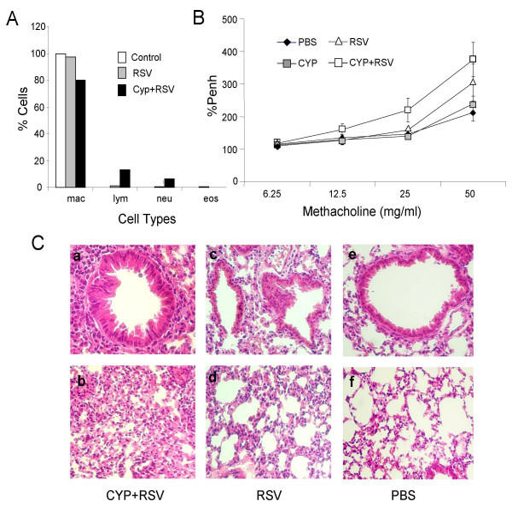 A
120
100
80
60
40
20
0
% Cells
Control
RSV
Cyp+RSV
mac lym neu eos
Cell Types
B
500
400
300
200
100
0
%Penh
PBS RSV
CYP CYP+RSV
6.25 12.5 25 50
Methacholine (mg/ml)
C
a c e
b d f
CYP+RSV RSV PBS